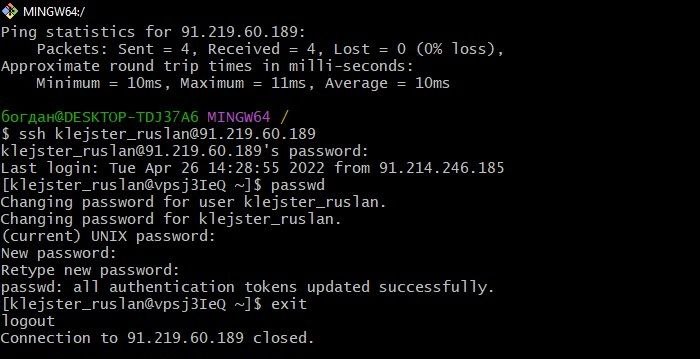 MINGW64:/
Ping statistics for 91.219.60.189:
    Packets: Sent = 4, Received = 4, Lost = 0 (0% loss),
Approximate round trip times in milli-seconds:
    Minimum = 10ms, Maximum = 11ms, Average = 10ms
богдан@DESKTOP-TDJ37A6 MINGW64 /
$ ssh klejster_ruslan@91.219.60.189
klejster_ruslan@91.219.60.189's password:
Last login: Tue Apr 26 14:28:55 2022 from 91.214.246.185
[klejster_ruslan@vpsj3IeQ ~]$ passwd
Changing password for user klejster_ruslan.
Changing password for klejster_ruslan.
(current) UNIX password:
New password:
Retype new password:
passwd: all authentication tokens updated successfully.
[klejster_ruslan@vpsj3IeQ ~]$ exit
logout
Connection to 91.219.60.189 closed.